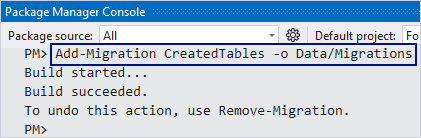 Package Manager Console
Package source: All Default project: Fo
PM> Add-Migration CreatedTables -o Data/Migrations
Build started...
Build succeeded.
To undo this action, use Remove-Migration.
PM>